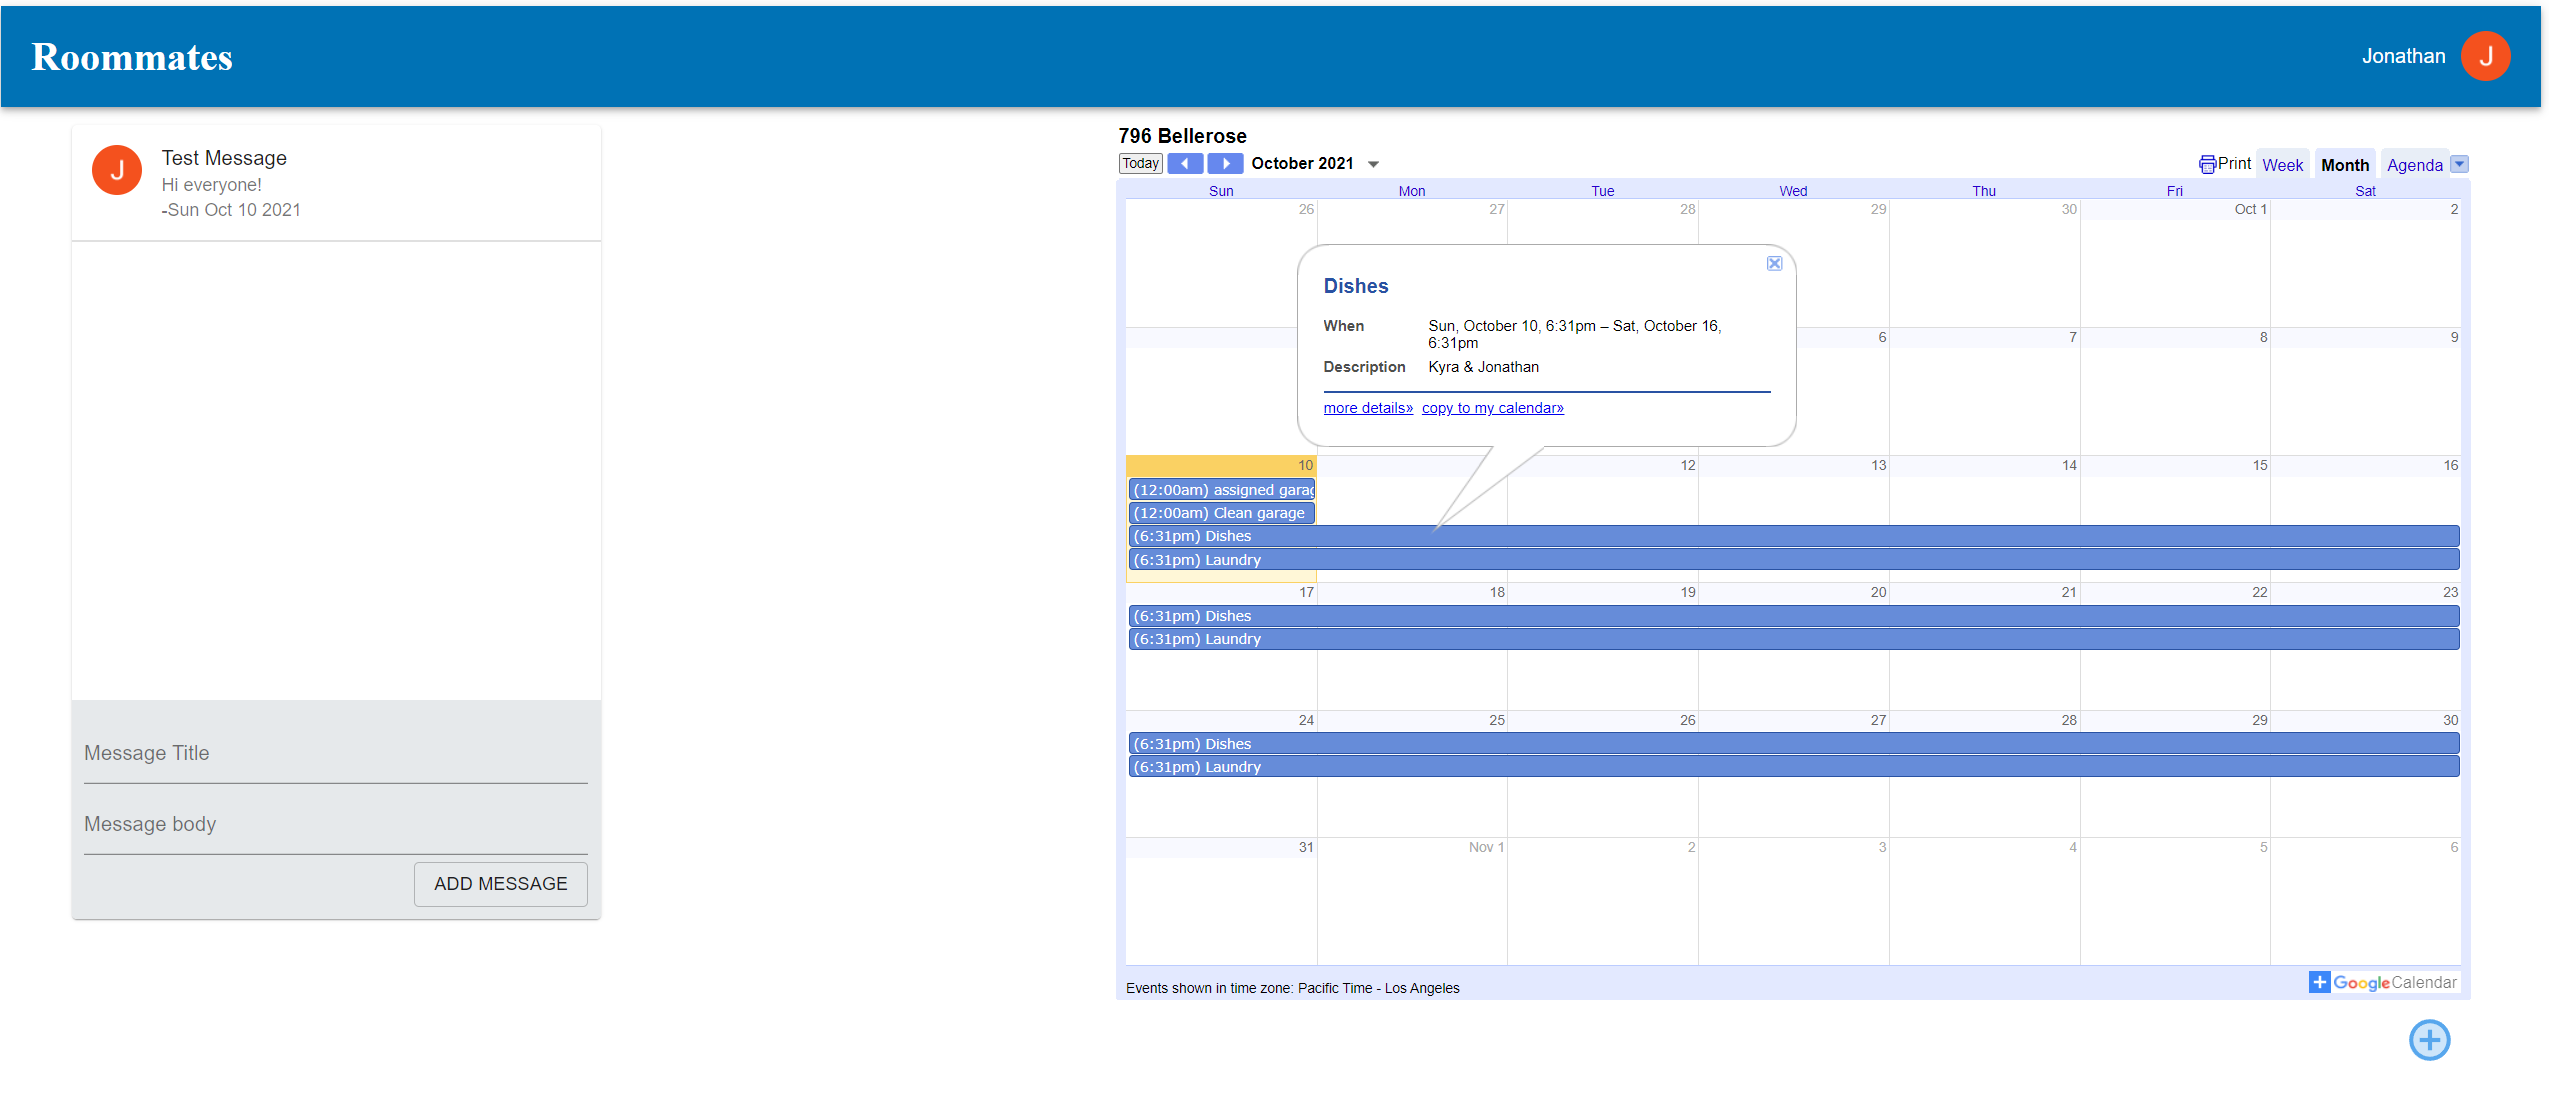 Roommates
Jonathan
J
J
Test Message
Hi everyone!
-Sun Oct 10 2021
Message Title
Message body
ADD MESSAGE
796 Bellerose
Today
October 2021
Print Week Month Agenda
Sun Mon Tue Wed Thu Fri Sat
26 27 28 29 30 Oct 1 2
Dishes
When Sun, October 10, 6:31pm – Sat, October 16,
6:31pm
Description Kyra & Jonathan
more details» copy to my calendar»
6 7 8 9
10 12 13 14 15 16
(12:00am) assigned garag
(12:00am) Clean garage
(6:31pm) Dishes
(6:31pm) Laundry
17 18 19 20 21 22 23
(6:31pm) Dishes
(6:31pm) Laundry
24 25 26 27 28 29 30
(6:31pm) Dishes
(6:31pm) Laundry
31 Nov 1 2 3 4 5 6
Events shown in time zone: Pacific Time - Los Angeles
Google Calendar